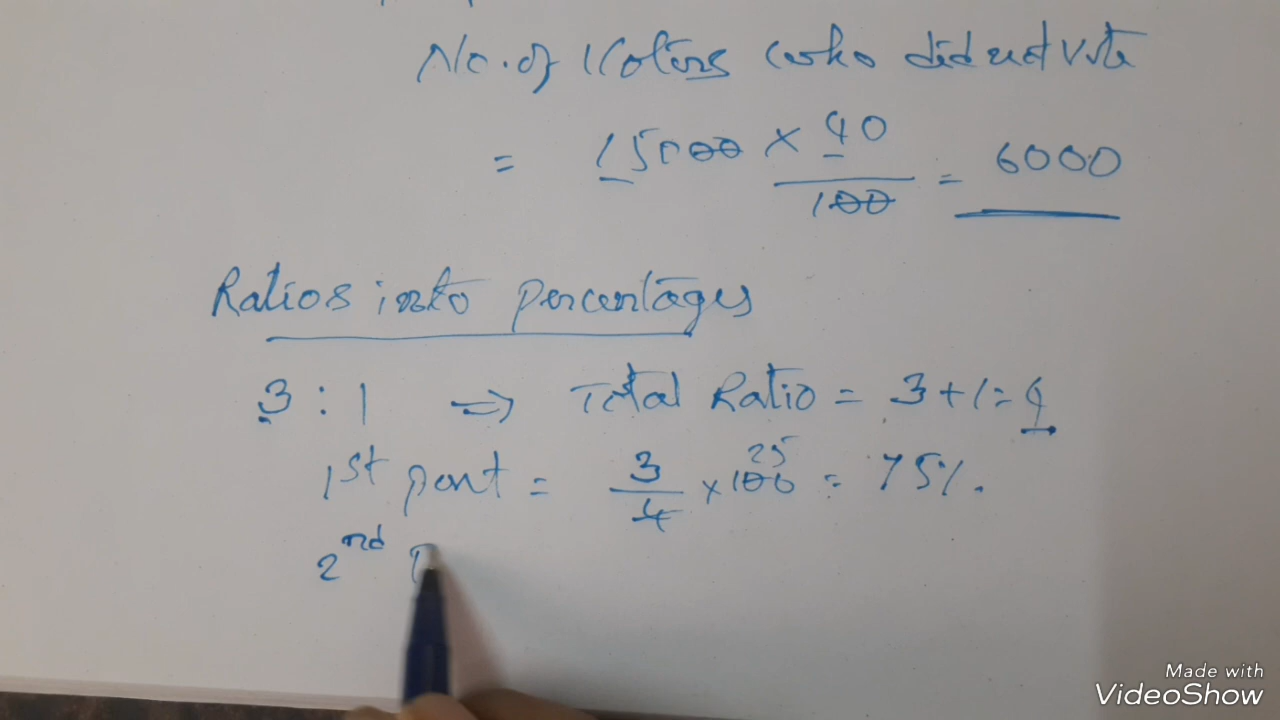 No. of Voters who did not Vote
= 15000 × 40 / 100 = 6000
Ratios into percentages
3 : 1 => Total Ratio = 3 + 1 = 4
1st part = 3/4 × 100 25 = 75%.
2nd p
Made with
VideoShow